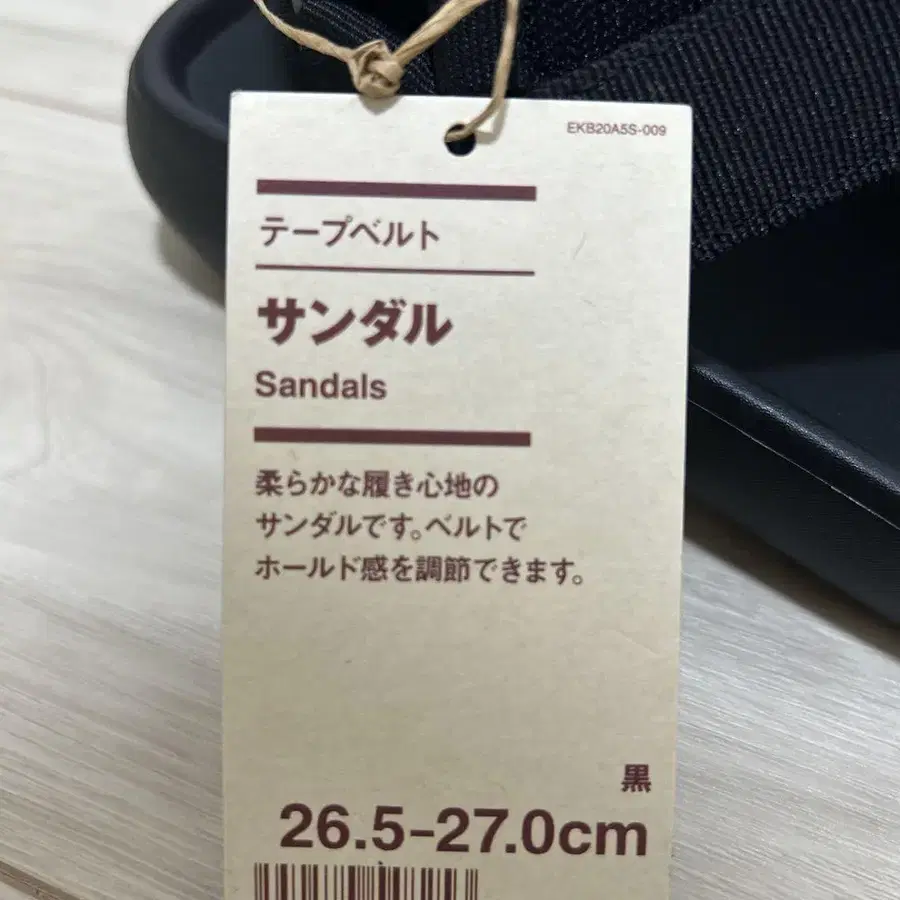 EKB20A5S-009
テープベルト
サンダル
Sandals
柔らかな履き心地の
サンダルです。ベルトで
ホールド感を調節できます。
黒
26.5-27.0cm